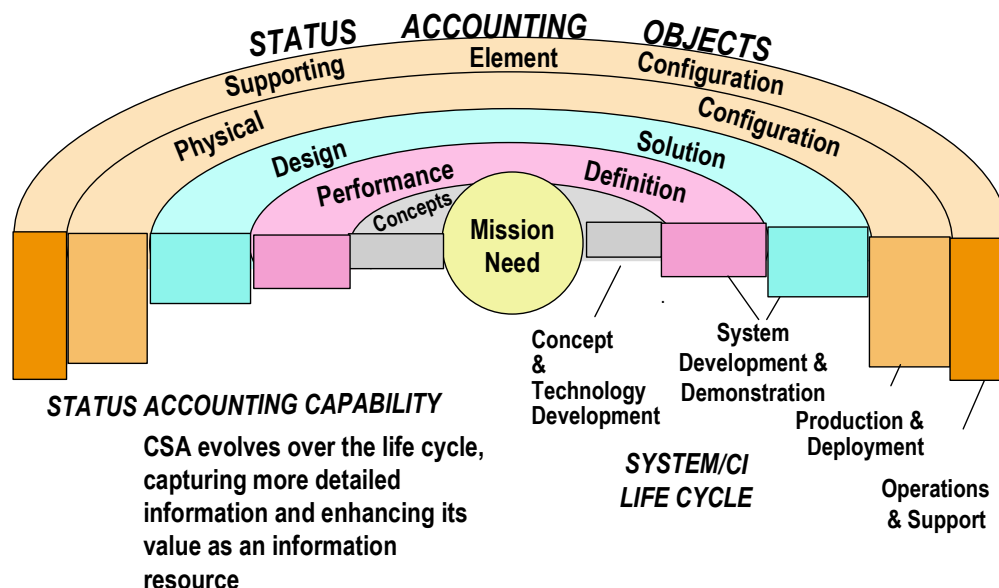 STATUS ACCOUNTING OBJECTS
Supporting Element Configuration
Physical Configuration
Design Solution
Performance Definition
Concepts
Mission
Need
Concept
&
Technology
Development
System
Development &
Demonstration
Production &
Deployment
Operations
& Support
STATUS ACCOUNTING CAPABILITY
CSA evolves over the life cycle,
capturing more detailed
information and enhancing its
value as an information
resource
SYSTEM/CI
LIFE CYCLE